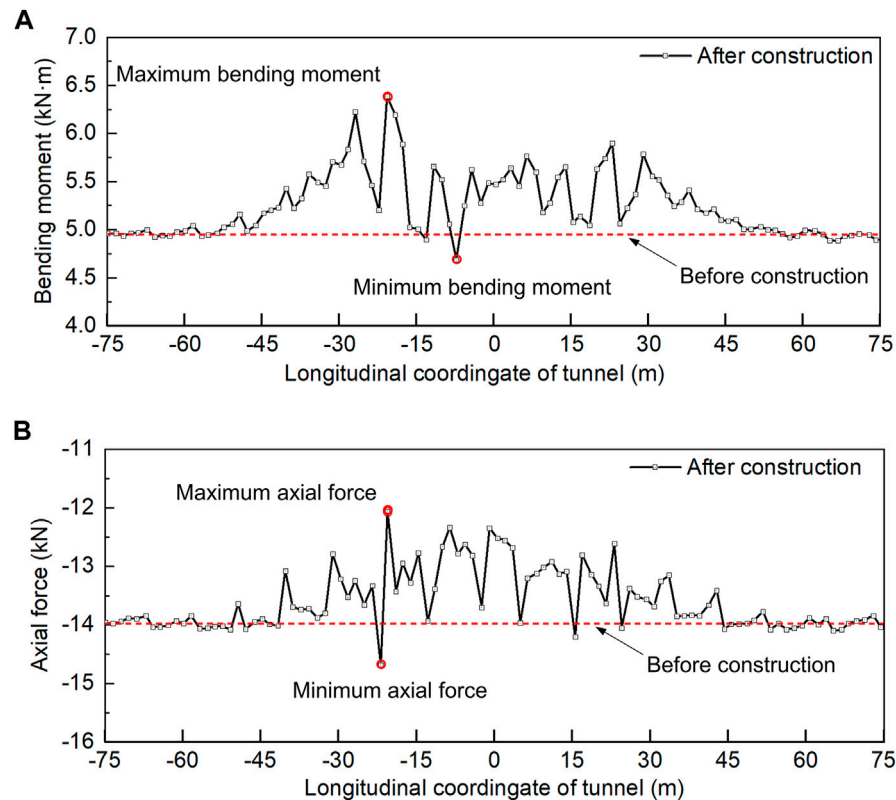 A
7.0
6.5
6.0
5.5
5.0
4.5
4.0
Bending moment (kN·m)
After construction
Maximum bending moment
Minimum bending moment
Before construction
-75 -60 -45 -30 -15 0 15 30 45 60 75
Longitudinal coordingate of tunnel (m)
B
-11
-12
-13
-14
-15
-16
Axial force (kN)
After construction
Maximum axial force
Minimum axial force
Before construction
-75 -60 -45 -30 -15 0 15 30 45 60 75
Longitudinal coordingate of tunnel (m)